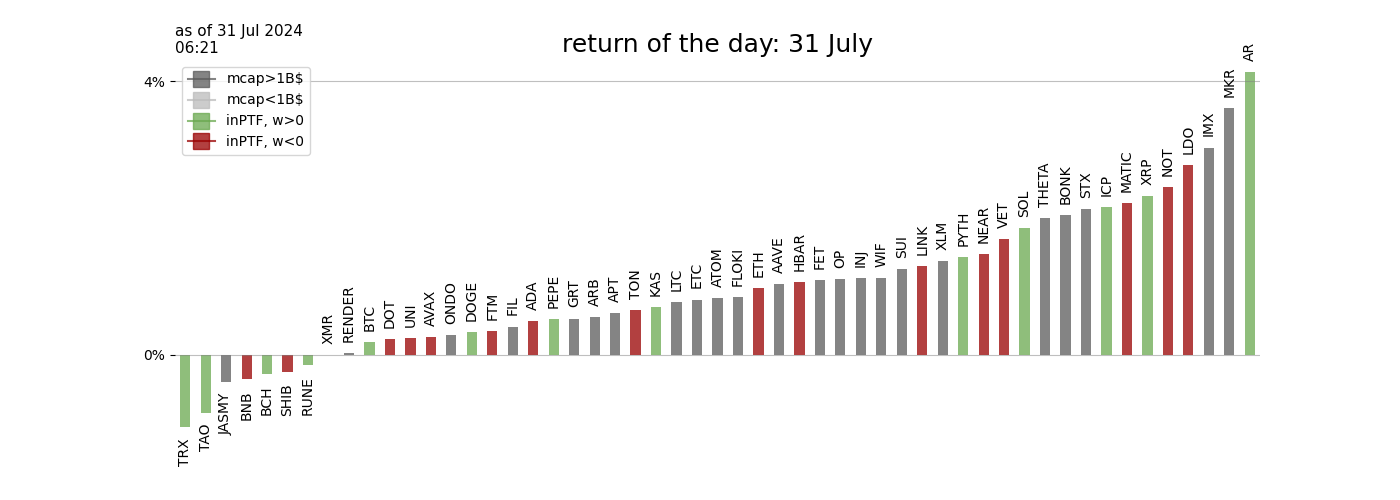 as of 31 Jul 2024
06:21
return of the day: 31 July
4%
mcap>1B$
mcap<1B$
inPTF, w>0
inPTF, w<0
0%
TRX
TAO
JASMY
BNB
BCH
SHIB
RUNE
XMR
RENDER
BTC
DOT
UNI
AVAX
ONDO
DOGE
FTM
FIL
ADA
PEPE
GRT
ARB
APT
TON
KAS
LTC
ETC
ATOM
FLOKI
ETH
AAVE
HBAR
FET
OP
INJ
WIF
SUI
LINK
XLM
PYTH
NEAR
VET
SOL
THETA
BONK
STX
ICP
MATIC
XRP
NOT
LDO
IMX
MKR
AR